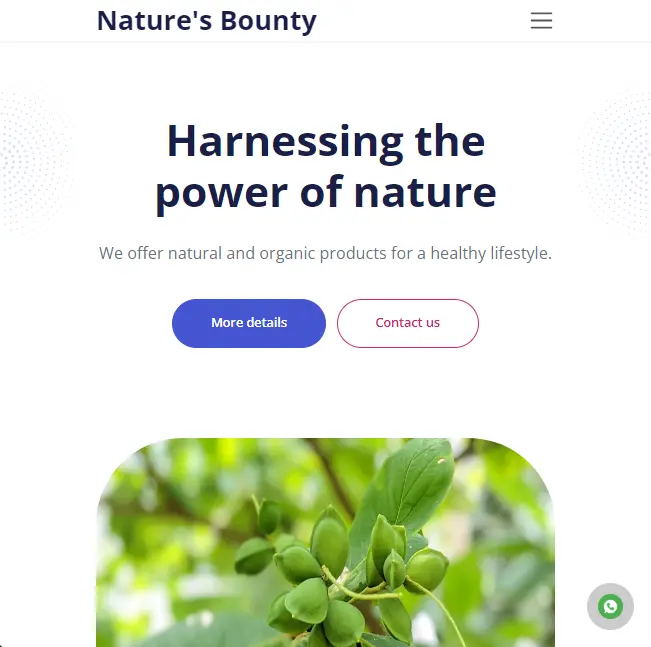 Nature's Bounty
Harnessing the
power of nature
We offer natural and organic products for a healthy lifestyle.
More details
Contact us